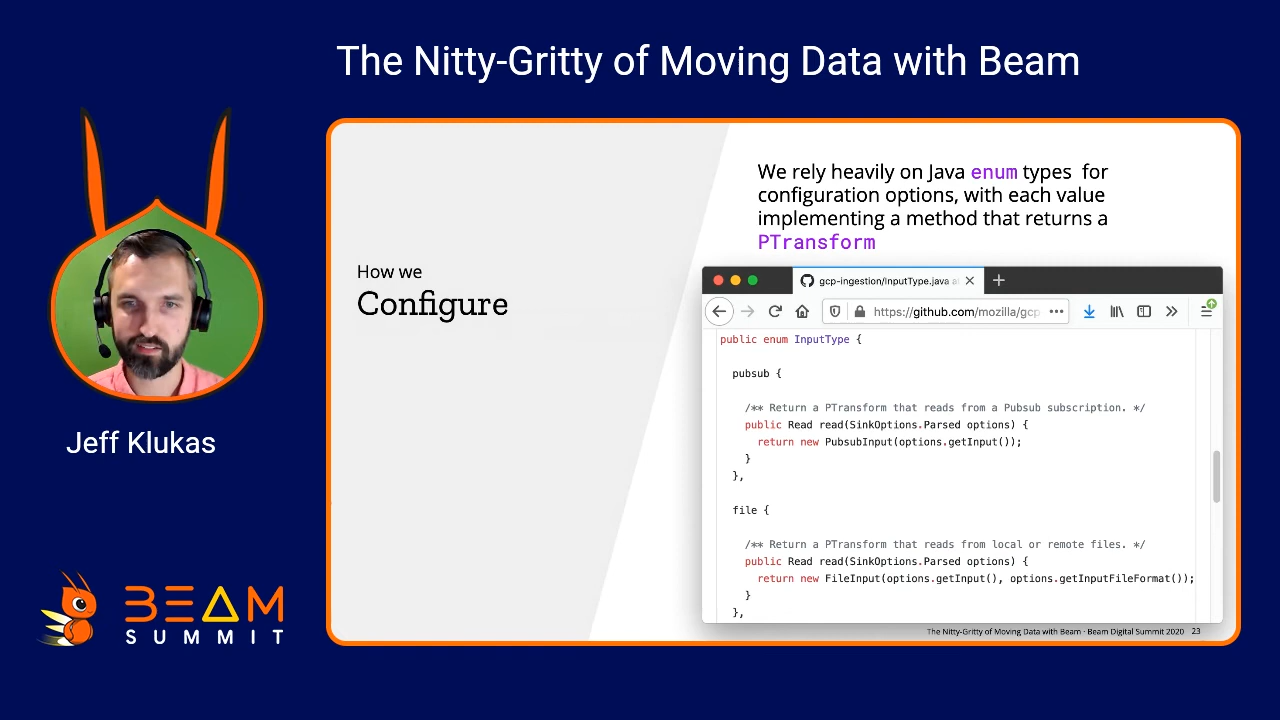 The Nitty-Gritty of Moving Data with Beam
We rely heavily on Java enum types for
configuration options, with each value
implementing a method that returns a
PTransform
How we
Configure
gcp-ingestion/InputType.java a
https://github.com/mozilla/gcp
public enum InputType {
pubsub {
/** Return a PTransform that reads from a Pubsub subscription. */
public Read read(SinkOptions.Parsed options) {
return new PubsubInput(options.getInput());
}
},
file {
/** Return a PTransform that reads from local or remote files. */
public Read read(SinkOptions.Parsed options) {
return new FileInput(options.getInput(), options.getInputFileFormat());
}
},
The Nitty-Gritty of Moving Data with Beam - Beam Digital Summit 2020 23
Jeff Klukas
BEAM
SUMMIT